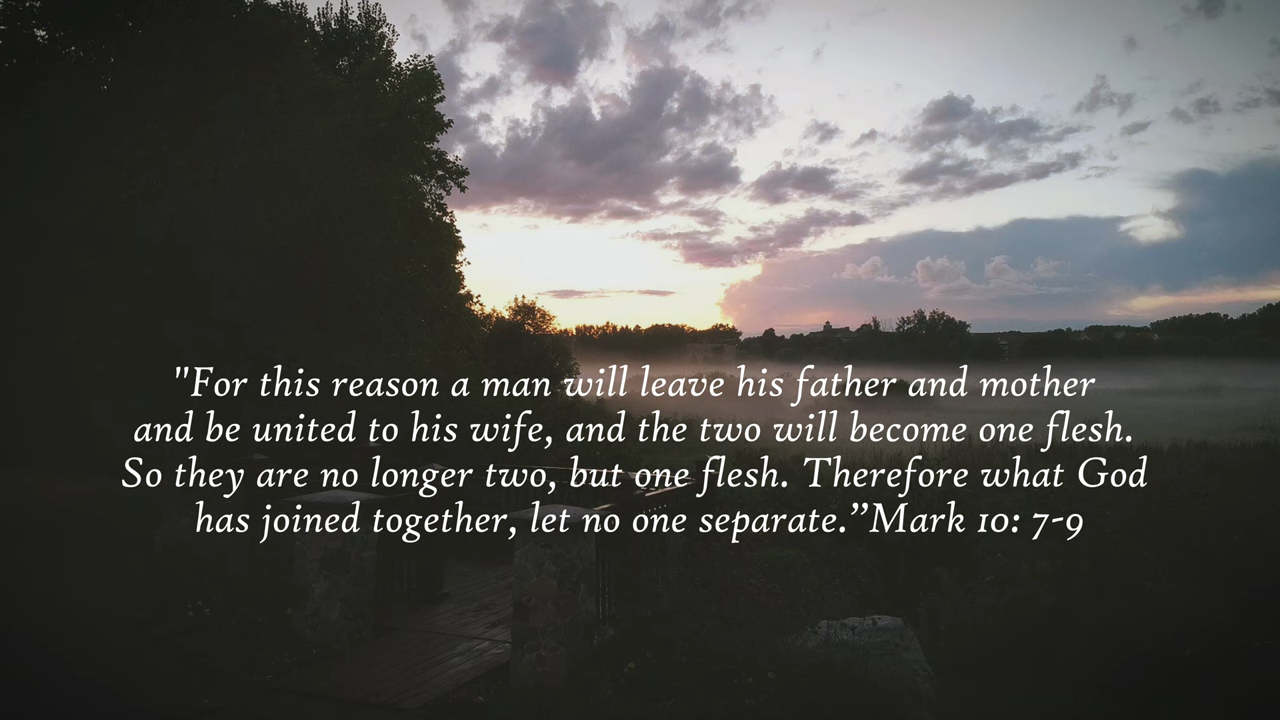 "For this reason a man will leave his father and mother
and be united to his wife, and the two will become one flesh.
So they are no longer two, but one flesh. Therefore what God
has joined together, let no one separate.”Mark 10: 7-9